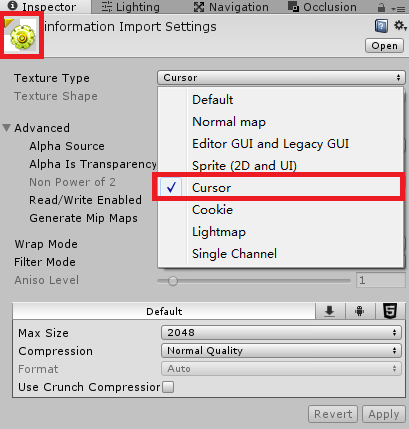 Inspector Lighting Navigation Occlusion
information Import Settings
Open
Texture Type Cursor
Texture Shape
Default
Normal map
Editor GUI and Legacy GUI
Sprite (2D and UI)
Cursor
Cookie
Lightmap
Single Channel
Advanced
Alpha Source
Alpha Is Transparency
Non Power of 2
Read/Write Enabled
Generate Mip Maps
Wrap Mode
Filter Mode
Aniso Level 1
Default
Max Size 2048
Compression Normal Quality
Format Auto
Use Crunch Compression
Revert Apply